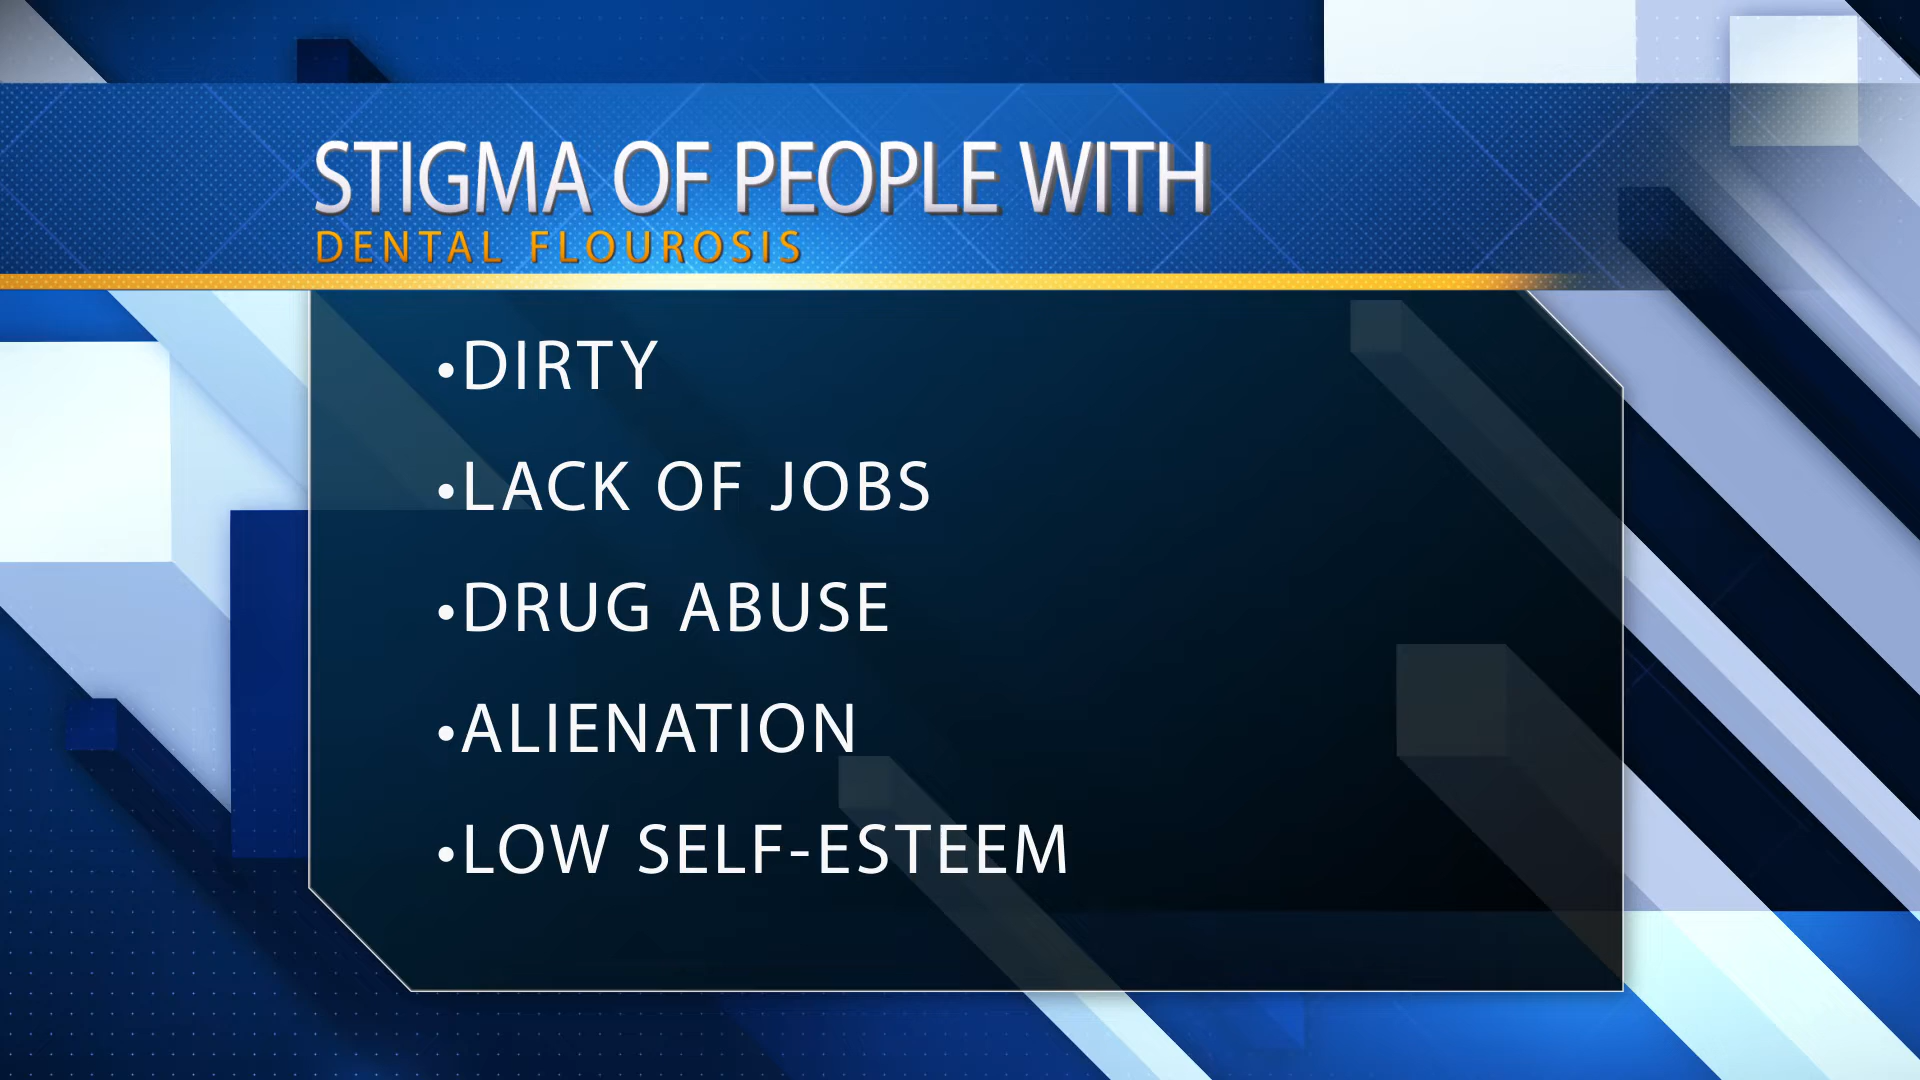 STIGMA OF PEOPLE WITH
DENTAL FLOUROSIS
•DIRTY
•LACK OF JOBS
•DRUG ABUSE
•ALIENATION
•LOW SELF-ESTEEM